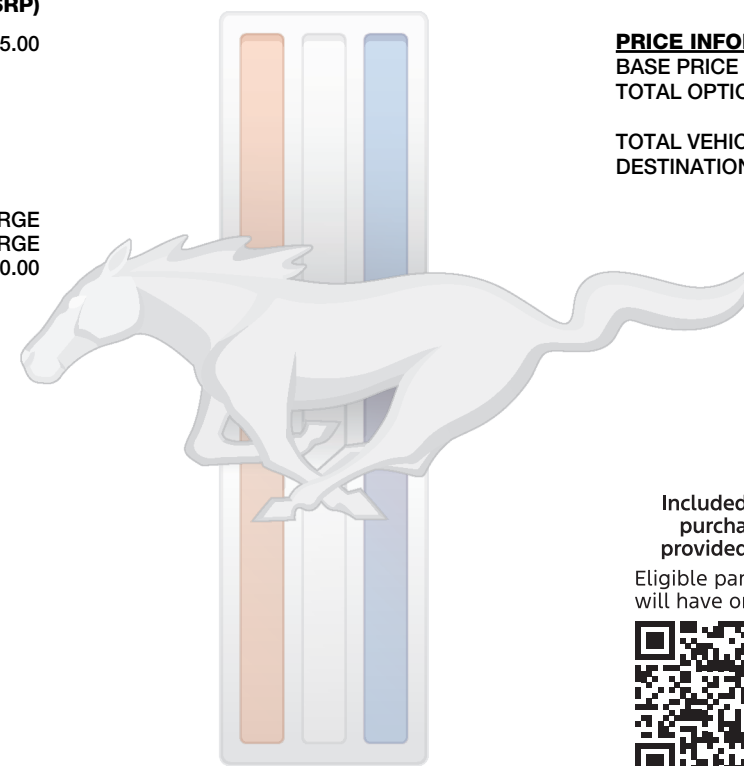 SRP)
5.00
RGE
RGE
0.00
PRICE INFO
BASE PRICE
TOTAL OPTIO
TOTAL VEHIC
DESTINATION
Included
purcha
provided
Eligible par
will have o